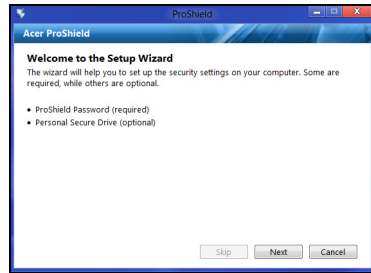 ProShield
Acer ProShield
Welcome to the Setup Wizard
The wizard will help you to set up the security settings on your computer. Some are
required, while others are optional.
• ProShield Password (required)
• Personal Secure Drive (optional)
Skip Next Cancel